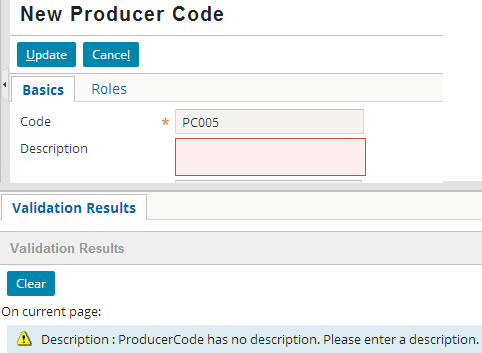 New Producer Code
Update Cancel
Basics Roles
Code * PC005
Description
Validation Results
Validation Results
Clear
On current page:
Description : ProducerCode has no description. Please enter a description.